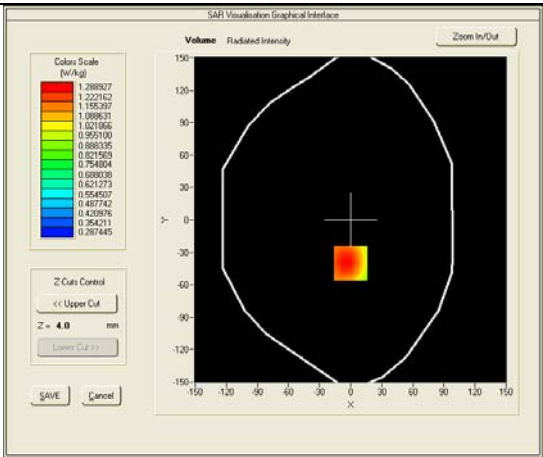 SAR Visualisation Graphical Interface
Volume Radiated Intensity
Zoom In/Out
Colors Scale
(W/kg)
1.288927
1.222162
1.155397
1.088631
1.021866
0.955100
0.888335
0.821569
0.754804
0.688038
0.621273
0.554507
0.487742
0.420976
0.354211
0.287445
Z Cuts Control
<< Upper Cut
Z = 4.0 mm
Lower Cut >>
SAVE Cancel
150
120
90
60
30
0
-30
-60
-90
-120
-150
Y
-150 -120 -90 -60 -30 0 30 60 90 120 150
X